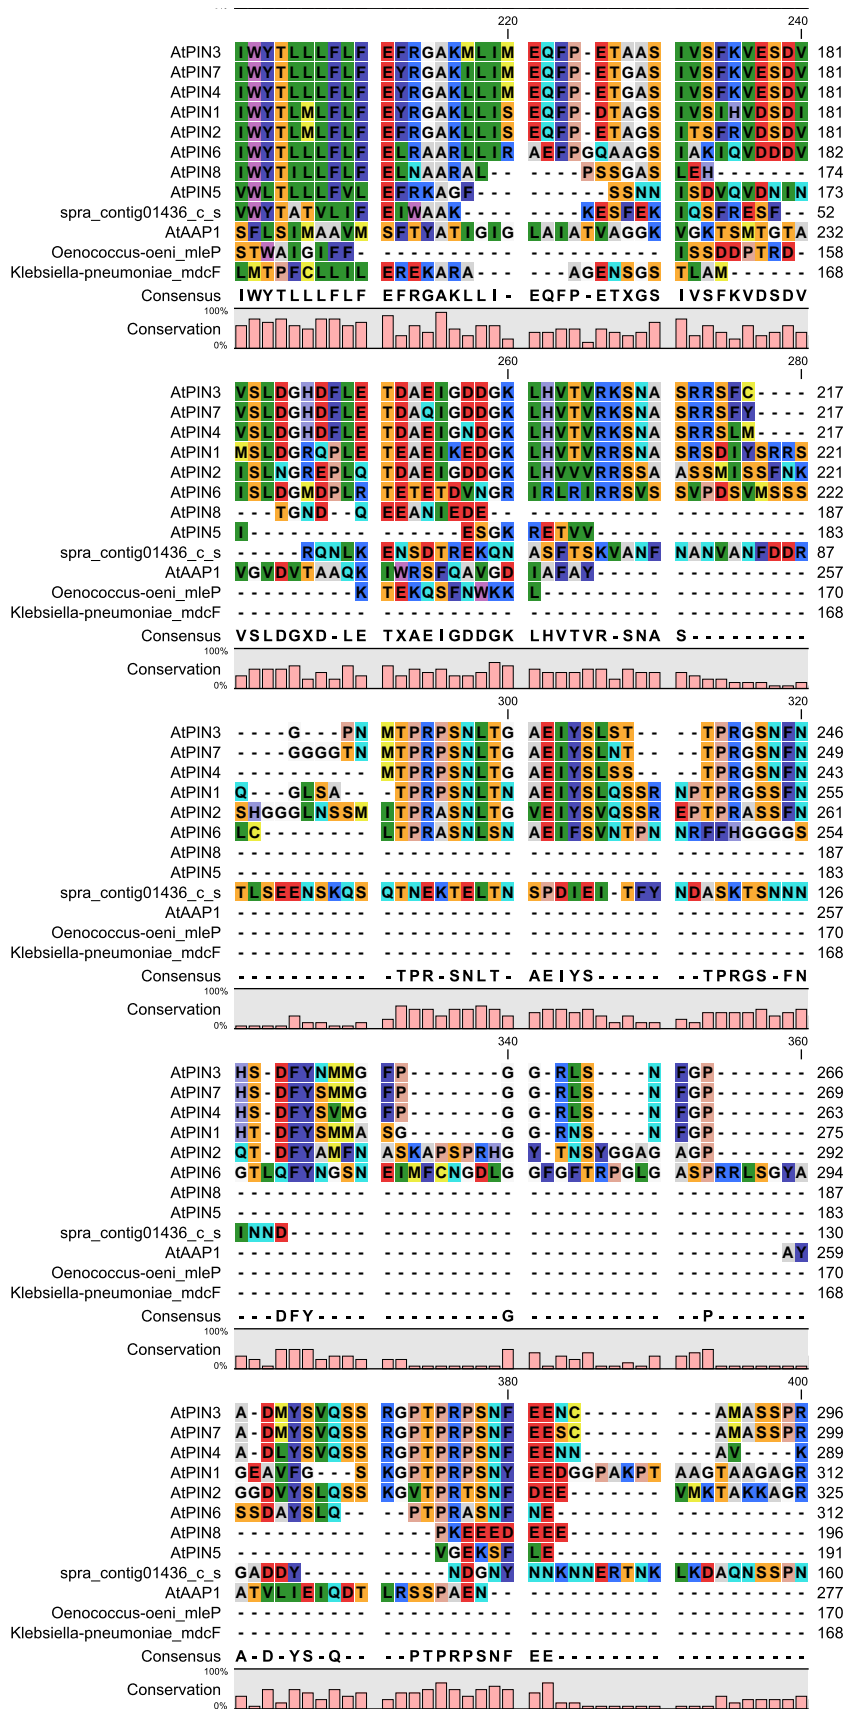 220 240
AtPIN3 IWYTLLLFLF EFRGAKMLIM EQFP-ETAAS IVSFKVESDV 181
AtPIN7 IWYTLLLFLF EYRGAKILIM EQFP-ETGAS IVSFKVESDV 181
AtPIN4 IWYTLLLFLF EYRGAKLLIM EQFP-ETGAS IVSFKVESDV 181
AtPIN1 IWYTLMLFLF EYRGAKLLIS EQFP-DTAGS IVSIHVDSDI 181
AtPIN2 IWYTLMLFLF EFRGAKLLIS EQFP-ETAGS ITSFRVDSDV 181
AtPIN6 IWYTLLLFLF ELRAARLLIR AEFPGQAAGS IAKIQVDDDV 182
AtPIN8 IWYTILLFLF ELNAARAL-- ----PSSGAS LEH------- 174
AtPIN5 VWLTLLLFVL EFRKAGF--- ------SSNN ISDVQVDNIN 173
spra_contig01436_c_s VWYTATVLIF EIWAAK---- ----KESFEK IQSFRESF-- 52
AtAAP1 SFLSIMAAVM SFTYATIGIG LAIATVAGGK VGKTSMTGTA 232
Oenococcus-oeni_mleP STWAIGIFF- ---------- ---------- ISSDDPTRD- 158
Klebsiella-pneumoniae_mdcF LMTPFCLLIL EREKARA--- ---AGENSGS TLAM------ 168
Consensus IWYTLLLFLF EFRGAKLLI- EQFP-ETXGS IVSFKVDSDV
100%
Conservation
0%
260 280
AtPIN3 VSLDGHDFLE TDAEIGDDGK LHVTVRKSNA SRRSFC---- 217
AtPIN7 VSLDGHDFLE TDAQIGDDGK LHVTVRKSNA SRRSFY---- 217
AtPIN4 VSLDGHDFLE TDAEIGNDGK LHVTVRKSNA SRRSLM---- 217
AtPIN1 MSLDGRQPLE TEAEIKEDGK LHVTVRRSNA SRSDIYSRRS 221
AtPIN2 ISLNGREPLQ TDAEIGDDGK LHVVVRRSSA ASSMISSFNK 221
AtPIN6 ISLDGMDPLR TETETDVNGR IRLRIRRSVS SVPDSVMSSS 222
AtPIN8 ---TGND--Q EEANIEDE-- ---------- ---------- 187
AtPIN5 I--------- ------ESGK RETVV----- ---------- 183
spra_contig01436_c_s -----RQNLK ENSDTREKQN ASFTSKVANF NANVANFDDR 87
AtAAP1 VGVDVTAAQK IWRSFQAVGD IAFAY----- ---------- 257
Oenococcus-oeni_mleP ---------K TEKQSFNWKK L--------- ---------- 170
Klebsiella-pneumoniae_mdcF ---------- ---------- ---------- ---------- 168
Consensus VSLDGXD-LE TXAEIGDDGK LHVTVR-SNA S---------
100%
Conservation
0%
300 320
AtPIN3 ----G---PN MTPRPSNLTG AEIYSLST-- --TPRGSNFN 246
AtPIN7 ----GGGGTN MTPRPSNLTG AEIYSLNT-- --TPRGSNFN 249
AtPIN4 ---------- MTPRPSNLTG AEIYSLSS-- --TPRGSNFN 243
AtPIN1 Q---GLSA-- -TPRPSNLTN AEIYSLQSSR NPTPRGSSFN 255
AtPIN2 SHGGGLNSSM ITPRASNLTG VEIYSVQSSR EPTPRASSFN 261
AtPIN6 LC-------- LTPRASNLSN AEIFSVNTPN NRFFHGGGGS 254
AtPIN8 ---------- ---------- ---------- ---------- 187
AtPIN5 ---------- ---------- ---------- ---------- 183
spra_contig01436_c_s TLSEENSKQS QTNEKTELTN SPDIEI-TFY NDASKTSNNN 126
AtAAP1 ---------- ---------- ---------- ---------- 257
Oenococcus-oeni_mleP ---------- ---------- ---------- ---------- 170
Klebsiella-pneumoniae_mdcF ---------- ---------- ---------- ---------- 168
Consensus ---------- -TPR-SNLT- AEIYS----- --TPRGS-FN
100%
Conservation
0%
340 360
AtPIN3 HS-DFYNMMG FP-------G G-RLS----N FGP------- 266
AtPIN7 HS-DFYSMMG FP-------G G-RLS----N FGP------- 269
AtPIN4 HS-DFYSVMG FP-------G G-RLS----N FGP------- 263
AtPIN1 HT-DFYSMMA SG-------G G-RNS----N FGP------- 275
AtPIN2 QT-DFYAMFN ASKAPSPRHG Y-TNSYGGAG AGP------- 292
AtPIN6 GTLQFYNGSN EIMFCNGDLG GFGFTRPGLG ASPRRLSGYA 294
AtPIN8 ---------- ---------- ---------- ---------- 187
AtPIN5 ---------- ---------- ---------- ---------- 183
spra_contig01436_c_s INND------ ---------- ---------- ---------- 130
AtAAP1 ---------- ---------- ---------- --------AY 259
Oenococcus-oeni_mleP ---------- ---------- ---------- ---------- 170
Klebsiella-pneumoniae_mdcF ---------- ---------- ---------- ---------- 168
Consensus ---DFY---- ---------G ---------- --P-------
100%
Conservation
0%
380 400
AtPIN3 A-DMYSVQSS RGPTPRPSNF EENC------ ---AMASSPR 296
AtPIN7 A-DMYSVQSS RGPTPRPSNF EESC------ ---AMASSPR 299
AtPIN4 A-DLYSVQSS RGPTPRPSNF EENN------ ---AV----K 289
AtPIN1 GEAVFG---S KGPTPRPSNY EEDGGPAKPT AAGTAAGAGR 312
AtPIN2 GGDVYSLQSS KGVTPRTSNF DEE------- VMKTAKKAGR 325
AtPIN6 SSDAYSLQ-- --PTPRASNF NE-------- ---------- 312
AtPIN8 ---------- ----PKEEED EEE------- ---------- 196
AtPIN5 ---------- ----VGEKSF LE-------- ---------- 191
spra_contig01436_c_s GADDY----- -----NDGNY NNKNNERTNK LKDAQNSSPN 160
AtAAP1 ATVLIEIQDT LRSSPAEN-- ---------- ---------- 277
Oenococcus-oeni_mleP ---------- ---------- ---------- ---------- 170
Klebsiella-pneumoniae_mdcF ---------- ---------- ---------- ---------- 168
Consensus A-D-YS-Q-- --PTPRPSNF EE-------- ----------
100%
Conservation
0%